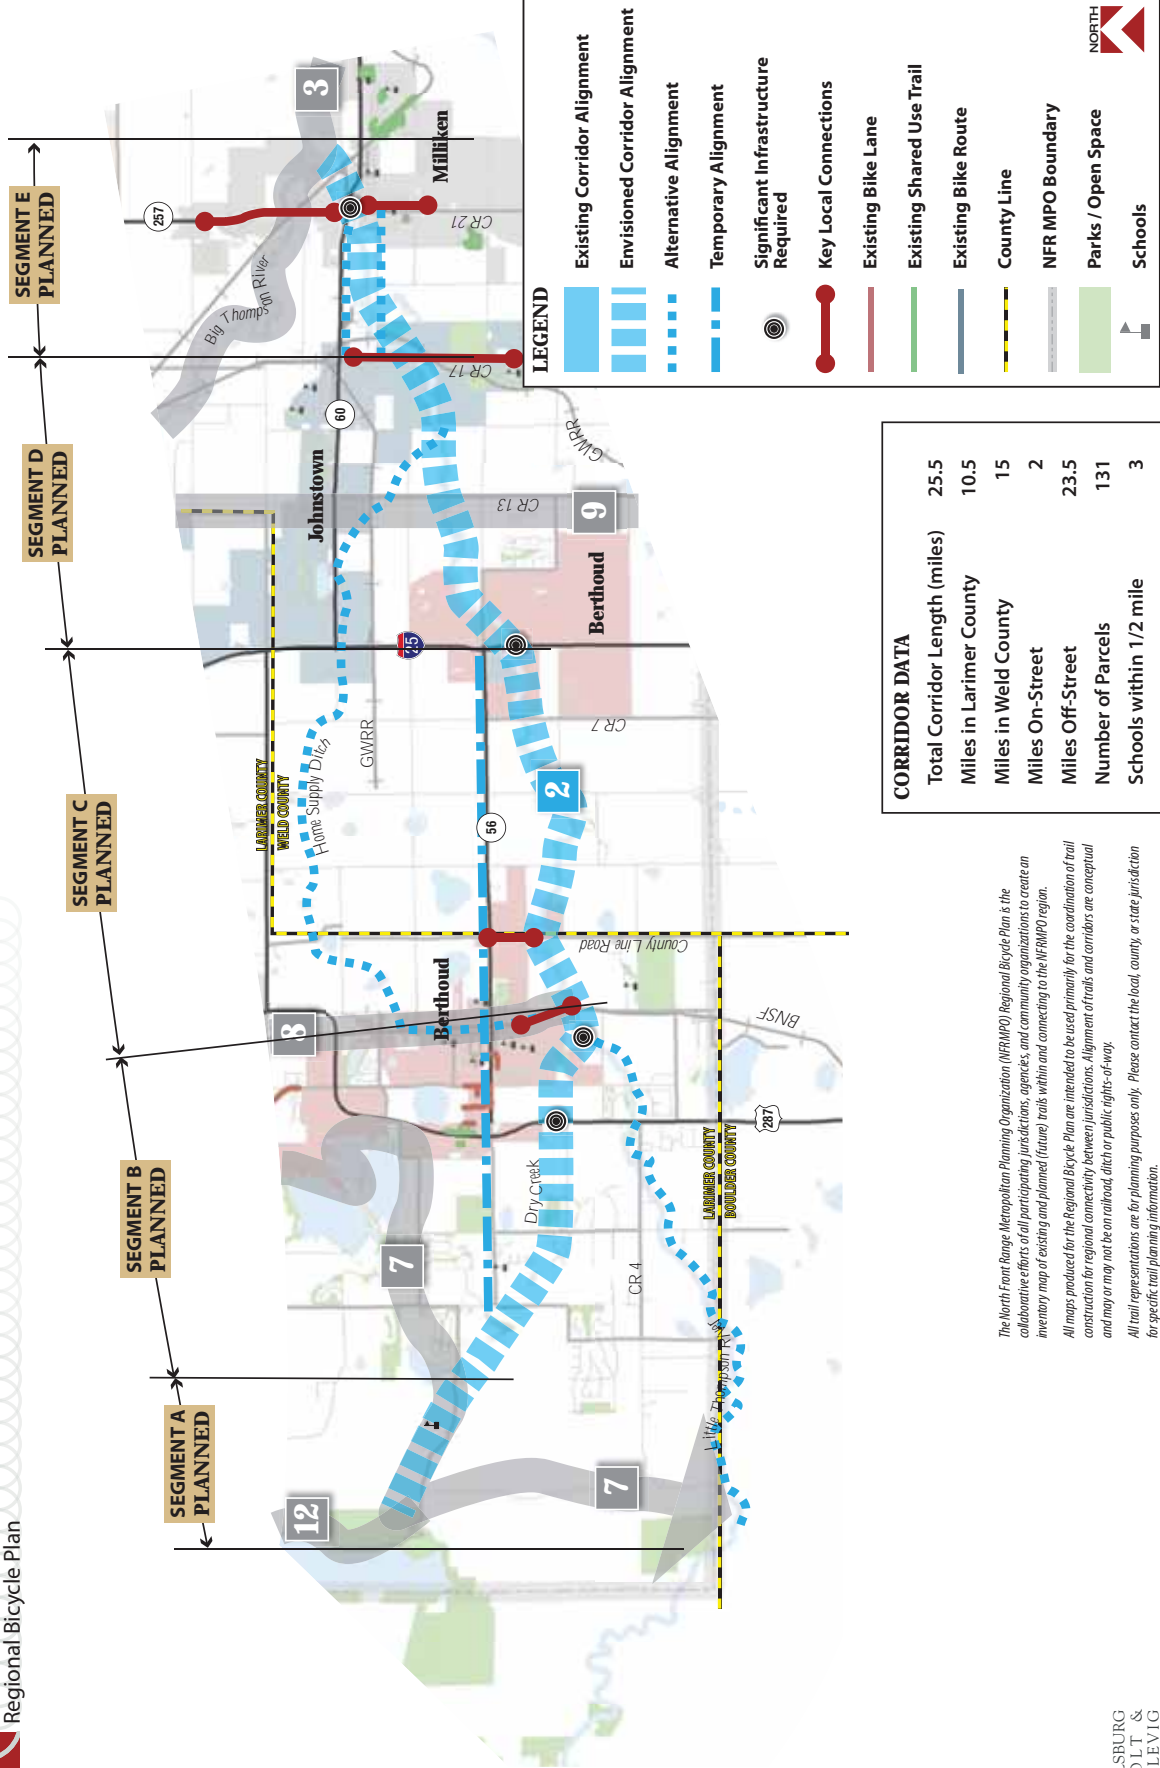 Regional Bicycle Plan
SEGMENT A
PLANNED
SEGMENT B
PLANNED
SEGMENT C
PLANNED
SEGMENT D
PLANNED
SEGMENT E
PLANNED
12
7
7
8
2
9
3
LARIMER COUNTY
WELD COUNTY
LARIMER COUNTY
BOULDER COUNTY
Home Supply Ditch
Big Thompson River
Little Thompson River
Dry Creek
CR 4
287
BNSF
County Line Road
56
GWRR
CR 7
25
CR 13
GWRR
60
CR 17
257
CR 21
Berthoud
Berthoud
Johnstown
Milliken
LEGEND
Existing Corridor Alignment
Envisioned Corridor Alignment
Alternative Alignment
Temporary Alignment
Significant Infrastructure
Required
Key Local Connections
Existing Bike Lane
Existing Shared Use Trail
Existing Bike Route
County Line
NFR MPO Boundary
Parks / Open Space
Schools
NORTH
CORRIDOR DATA
Total Corridor Length (miles) 25.5
Miles in Larimer County 10.5
Miles in Weld County 15
Miles On-Street 2
Miles Off-Street 23.5
Number of Parcels 131
Schools within 1/2 mile 3
The North Front Range Metropolitan Planning Organization (NFRMPO) Regional Bicycle Plan is the
collaborative efforts of all participating jurisdictions, agencies, and community organizations to create an
inventory map of existing and planned (future) trails within and connecting to the NFRMPO region.
All maps produced for the Regional Bicycle Plan are intended to be used primarily for the coordination of trail
construction for regional connectivity between jurisdictions. Alignment of trails and corridors are conceptual
and may or may not be on railroad, ditch or public rights-of-way.
All trail representations are for planning purposes only. Please contact the local, county, or state jurisdiction
for specific trail planning information.
LSBURG
OLT &
LEVIG